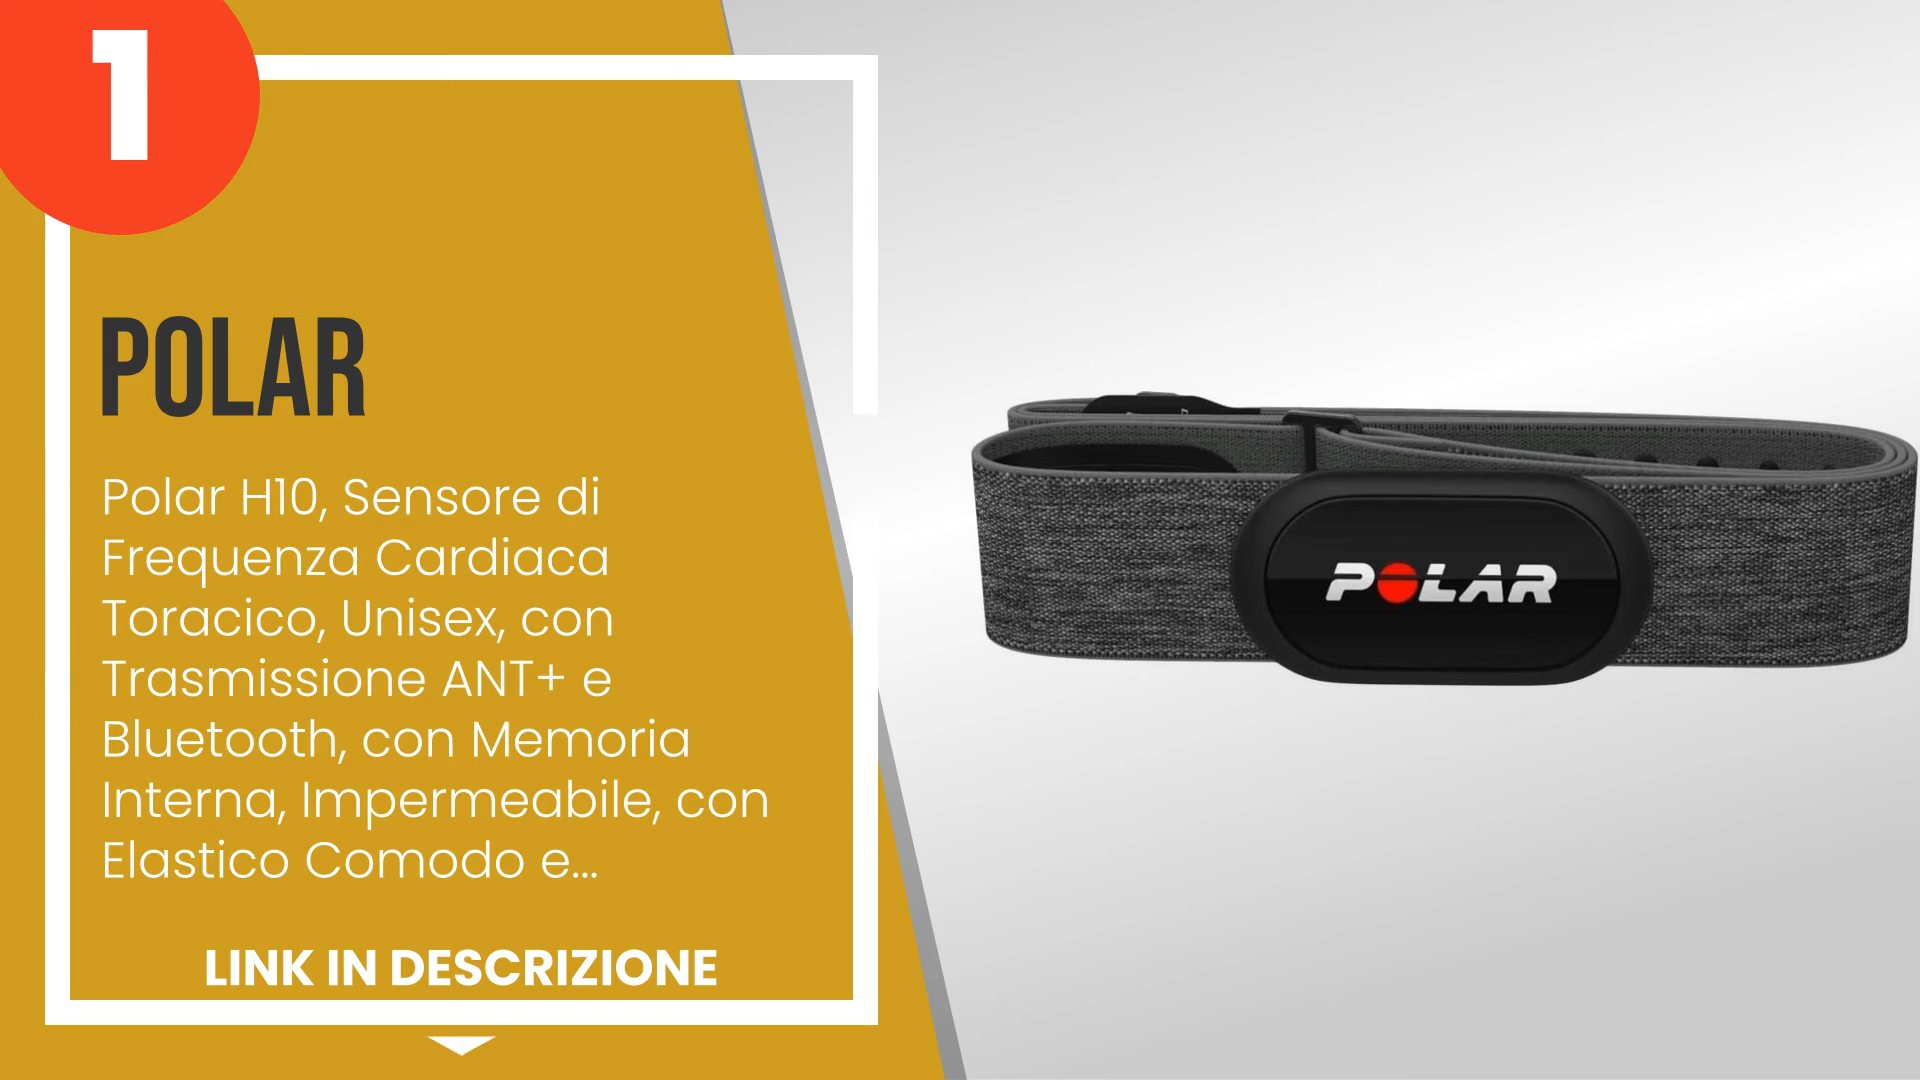 1
POLAR
Polar H10, Sensore di
Frequenza Cardiaca
Toracico, Unisex, con
Trasmissione ANT+ e
Bluetooth, con Memoria
Interna, Impermeabile, con
Elastico Comodo e...
LINK IN DESCRIZIONE
POLAR